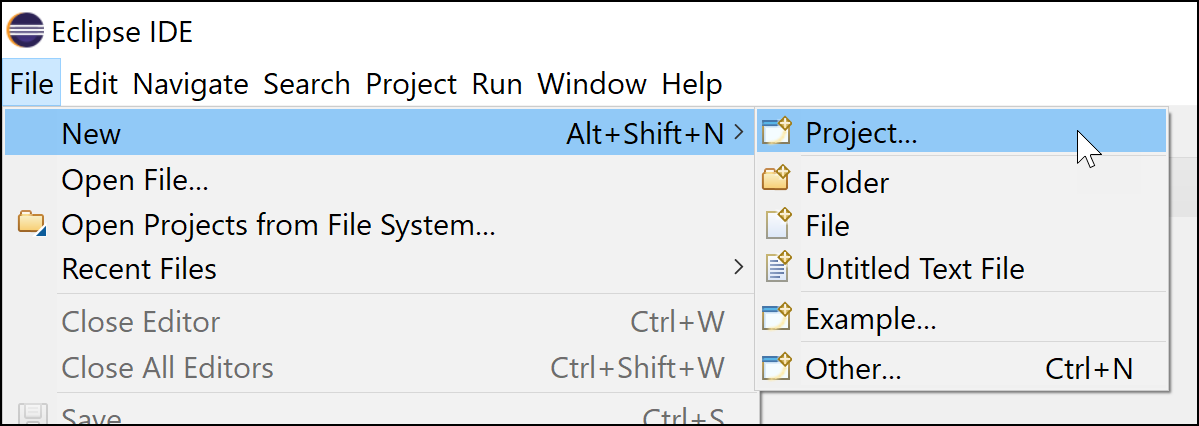 Eclipse IDE
File Edit Navigate Search Project Run Window Help
New Alt+Shift+N
Open File...
Open Projects from File System...
Recent Files
Close Editor Ctrl+W
Close All Editors Ctrl+Shift+W
Save Ctrl+S
Project...
Folder
File
Untitled Text File
Example...
Other... Ctrl+N